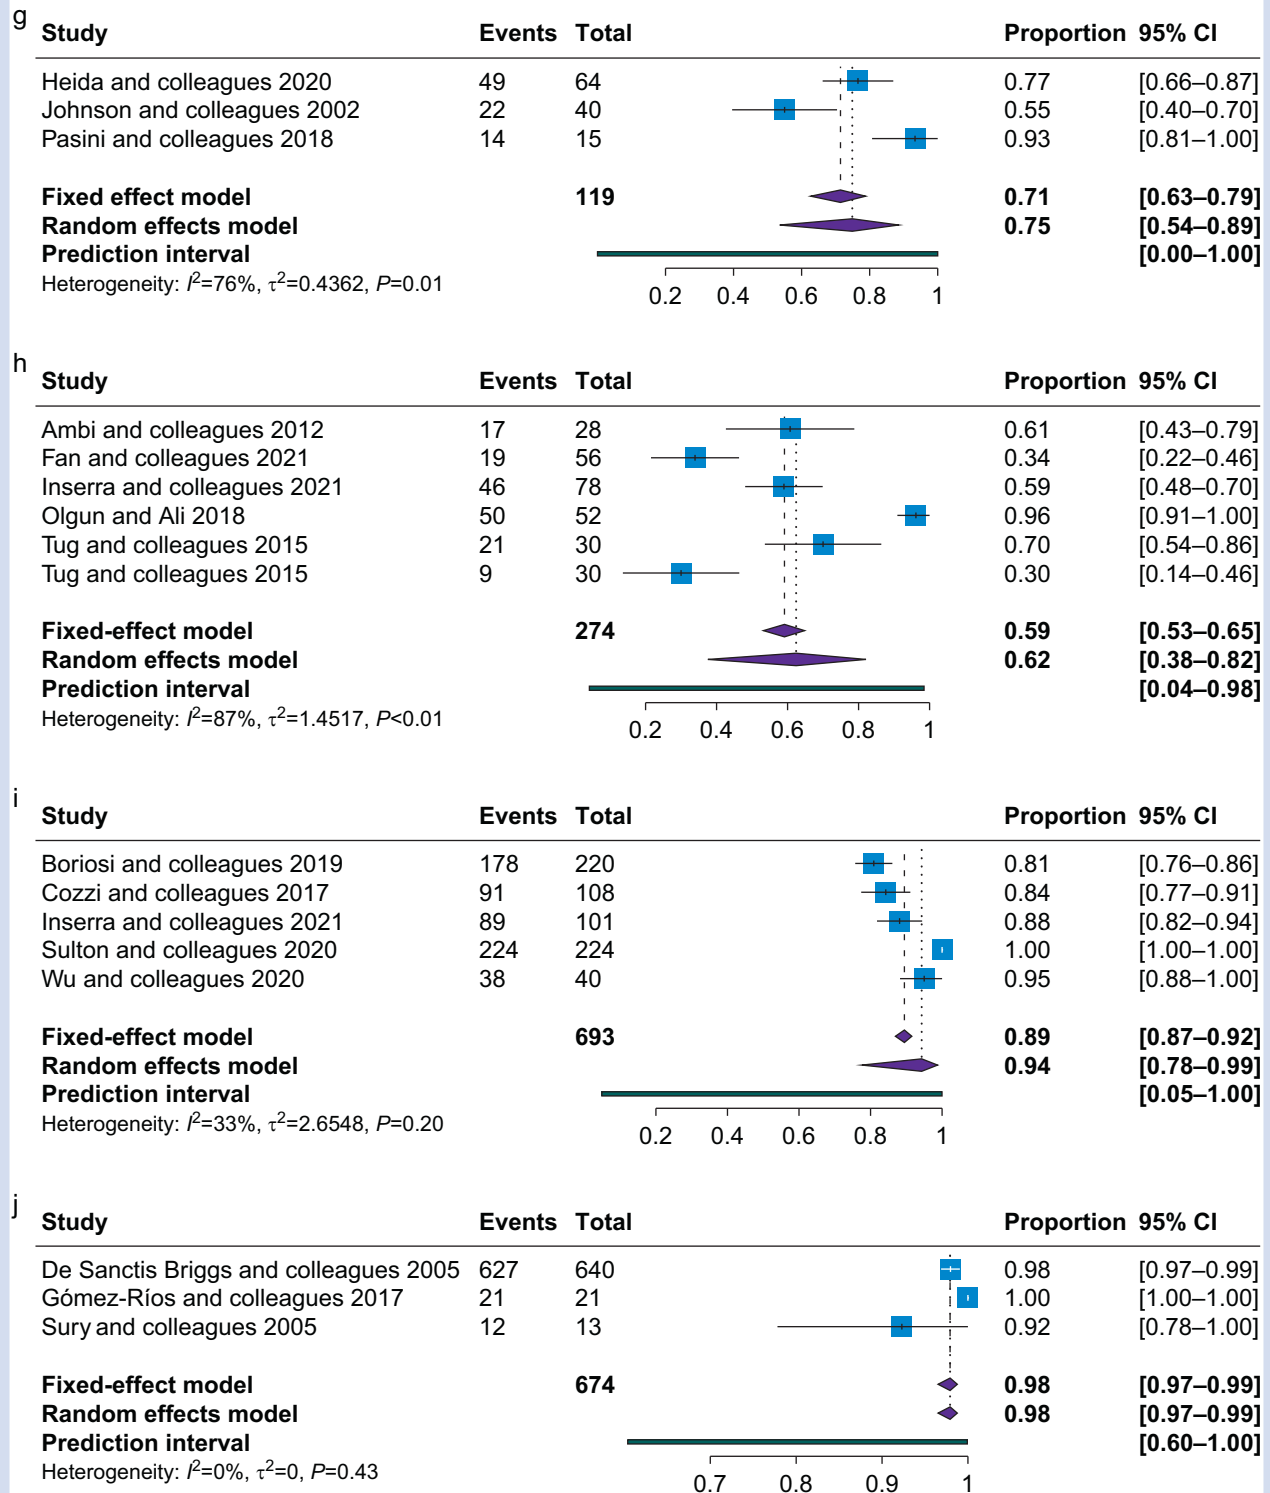 g
Study Events Total Proportion 95% CI
Heida and colleagues 2020 49 64 0.77 [0.66–0.87]
Johnson and colleagues 2002 22 40 0.55 [0.40–0.70]
Pasini and colleagues 2018 14 15 0.93 [0.81–1.00]
Fixed effect model 119 0.71 [0.63–0.79]
Random effects model 0.75 [0.54–0.89]
Prediction interval [0.00–1.00]
Heterogeneity: I²=76%, τ²=0.4362, P=0.01
0.2 0.4 0.6 0.8 1
h
Study Events Total Proportion 95% CI
Ambi and colleagues 2012 17 28 0.61 [0.43–0.79]
Fan and colleagues 2021 19 56 0.34 [0.22–0.46]
Inserra and colleagues 2021 46 78 0.59 [0.48–0.70]
Olgun and Ali 2018 50 52 0.96 [0.91–1.00]
Tug and colleagues 2015 21 30 0.70 [0.54–0.86]
Tug and colleagues 2015 9 30 0.30 [0.14–0.46]
Fixed-effect model 274 0.59 [0.53–0.65]
Random effects model 0.62 [0.38–0.82]
Prediction interval [0.04–0.98]
Heterogeneity: I²=87%, τ²=1.4517, P<0.01
0.2 0.4 0.6 0.8 1
i
Study Events Total Proportion 95% CI
Boriosi and colleagues 2019 178 220 0.81 [0.76–0.86]
Cozzi and colleagues 2017 91 108 0.84 [0.77–0.91]
Inserra and colleagues 2021 89 101 0.88 [0.82–0.94]
Sulton and colleagues 2020 224 224 1.00 [1.00–1.00]
Wu and colleagues 2020 38 40 0.95 [0.88–1.00]
Fixed-effect model 693 0.89 [0.87–0.92]
Random effects model 0.94 [0.78–0.99]
Prediction interval [0.05–1.00]
Heterogeneity: I²=33%, τ²=2.6548, P=0.20
0.2 0.4 0.6 0.8 1
j
Study Events Total Proportion 95% CI
De Sanctis Briggs and colleagues 2005 627 640 0.98 [0.97–0.99]
Gómez-Ríos and colleagues 2017 21 21 1.00 [1.00–1.00]
Sury and colleagues 2005 12 13 0.92 [0.78–1.00]
Fixed-effect model 674 0.98 [0.97–0.99]
Random effects model 0.98 [0.97–0.99]
Prediction interval [0.60–1.00]
Heterogeneity: I²=0%, τ²=0, P=0.43
0.7 0.8 0.9 1